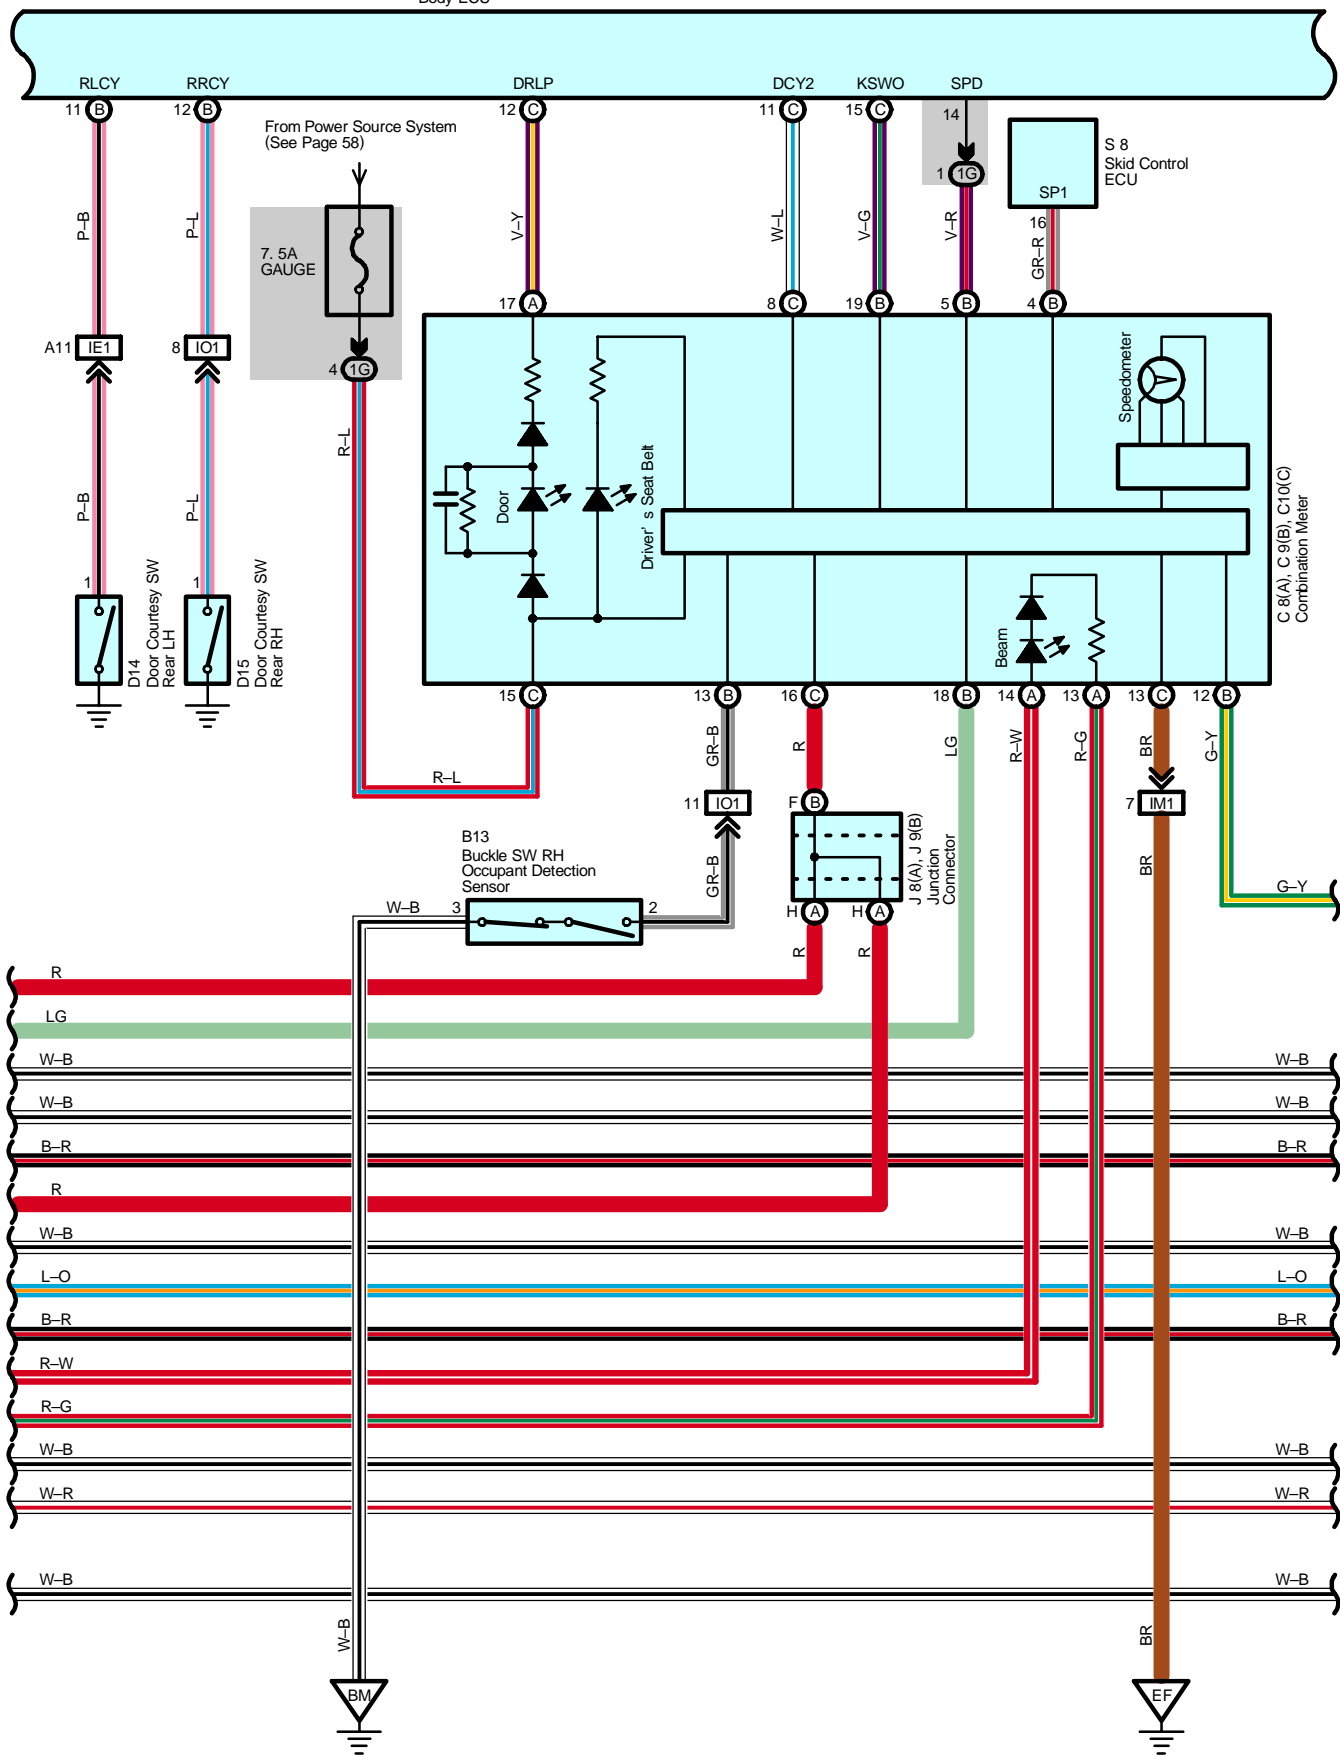 Body ECU
RLCY
RRCY
DRLP
DCY2
KSWO
SPD
11 B
12 B
12 C
11 C
15 C
14
From Power Source System
(See Page 58)
S 8
Skid Control
ECU
1 1G
SP1
16
P–B
P–L
V–Y
W–L
V–G
V–R
GR–R
7. 5A
GAUGE
17 A
8 C
19 B
5 B
4 B
A11 IE1
8 IO1
4 1G
Speedometer
R–L
Door
Driver' s Seat Belt
P–B
P–L
C 8(A), C 9(B), C10(C)
Combination Meter
1
1
D14
Door Courtesy SW
Rear LH
D15
Door Courtesy SW
Rear RH
Beam
15 C
13 B
16 C
18 B
14 A
13 A
13 C
12 B
GR–B
R
LG
R–W
R–G
BR
G–Y
R–L
11 IO1
F B
7 IM1
B13
Buckle SW RH
Occupant Detection
Sensor
J 8(A), J 9(B)
Junction
Connector
GR–B
BR
G–Y
W–B
3
2
H A
H A
R
R
R
LG
W–B
W–B
W–B
W–B
B–R
B–R
R
W–B
W–B
L–O
L–O
B–R
B–R
R–W
R–G
W–B
W–B
W–R
W–R
W–B
W–B
W–B
BR
BM
EF